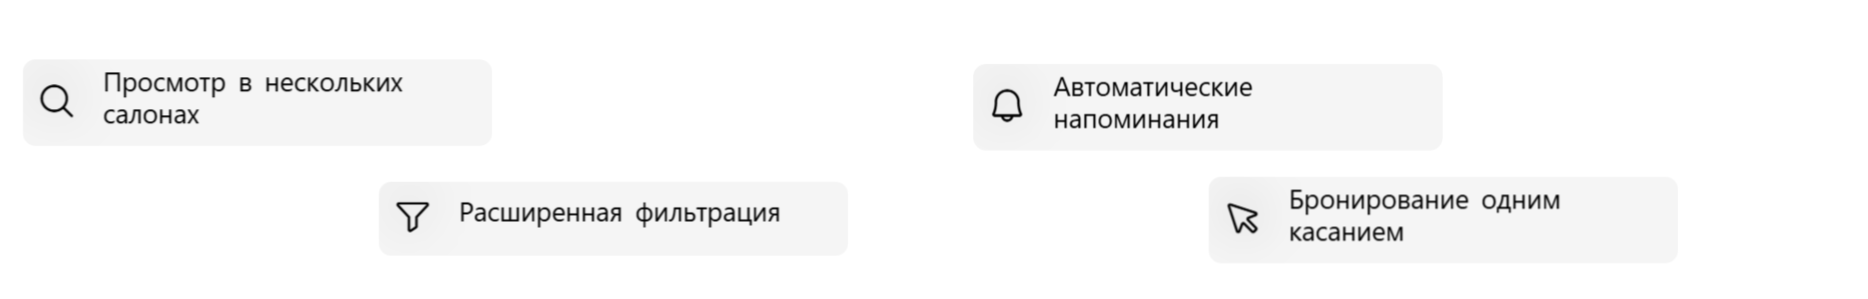 Просмотр в нескольких
салонах
Автоматические
напоминания
Расширенная фильтрация
Бронирование одним
касанием